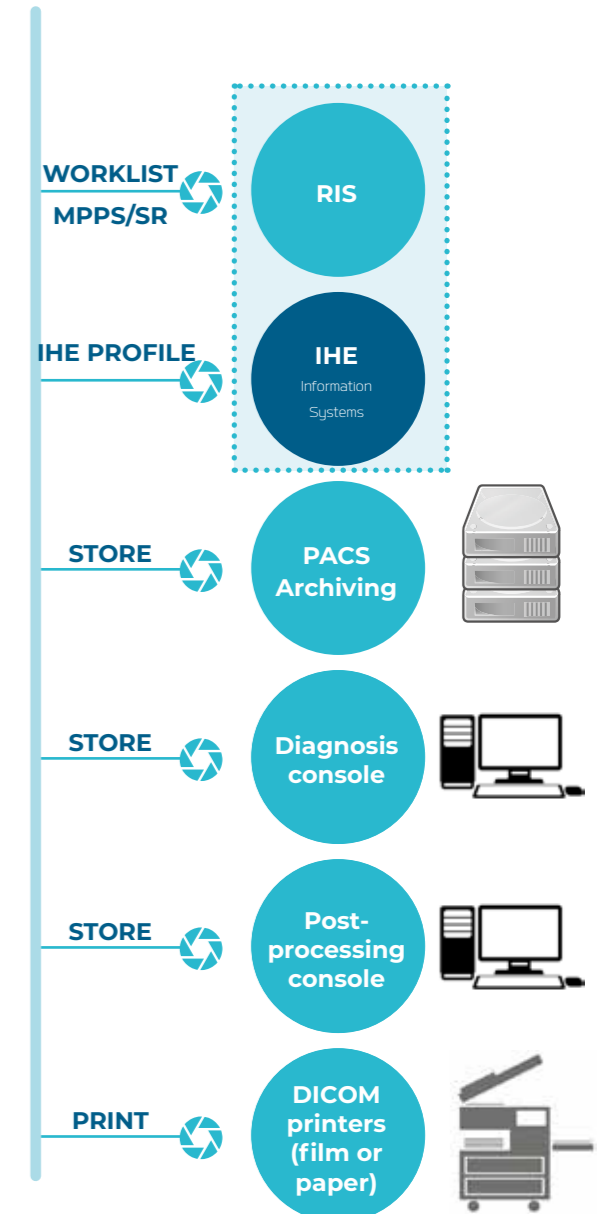 WORKLIST
MPPS/SR
RIS
IHE PROFILE
IHE
Information
Systems
STORE
PACS
Archiving
STORE
Diagnosis
console
STORE
Post-
processing
console
PRINT
DICOM
printers
(film or
paper)